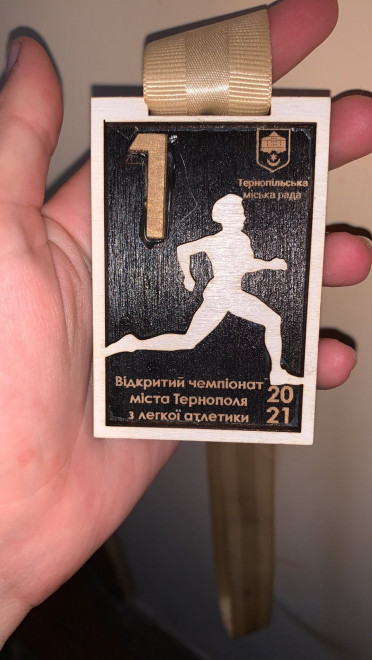 1
Тернопільська
міська рада
Відкритий чемпіонат
міста Тернополя
з легкої атлетики
20
21